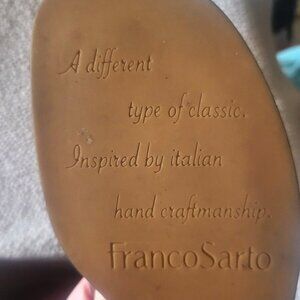 A different
type of classic.
Inspired by italian
hand craftmanship.
FrancoSarto